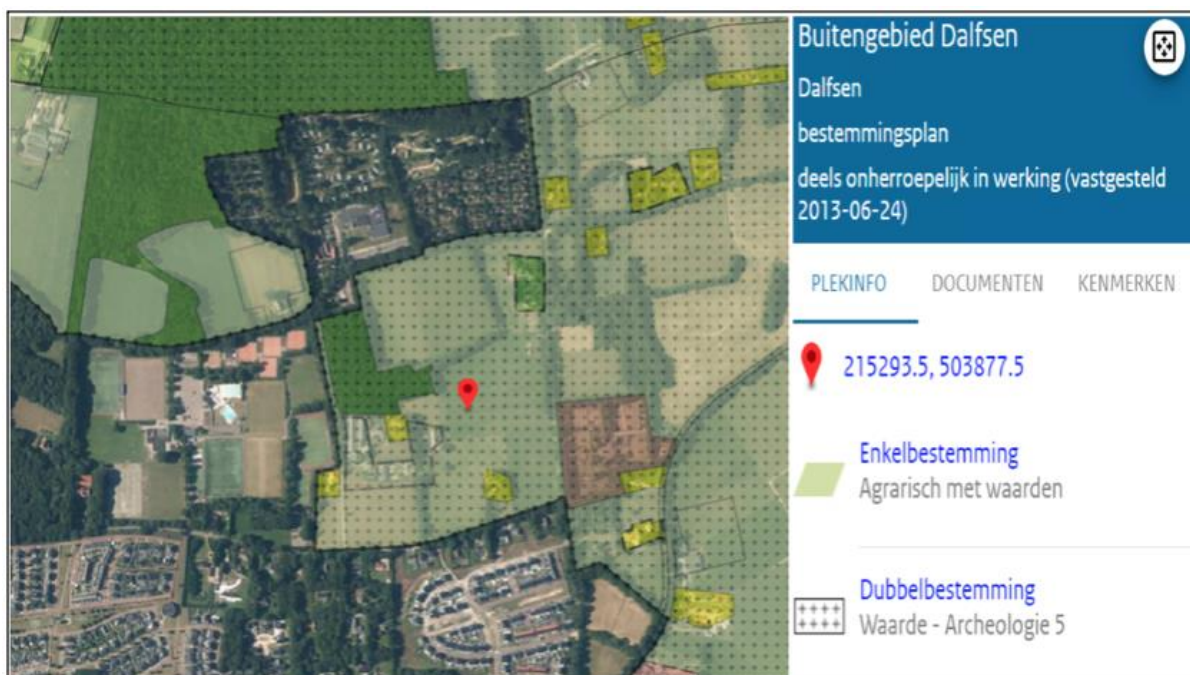 Buitengebied Dalfsen
Dalfsen
bestemmingsplan
deels onherroepelijk in werking (vastgesteld
2013-06-24)
PLEKINFO DOCUMENTEN KENMERKEN
215293.5, 503877.5
Enkelbestemming
Agrarisch met waarden
Dubbelbestemming
Waarde - Archeologie 5